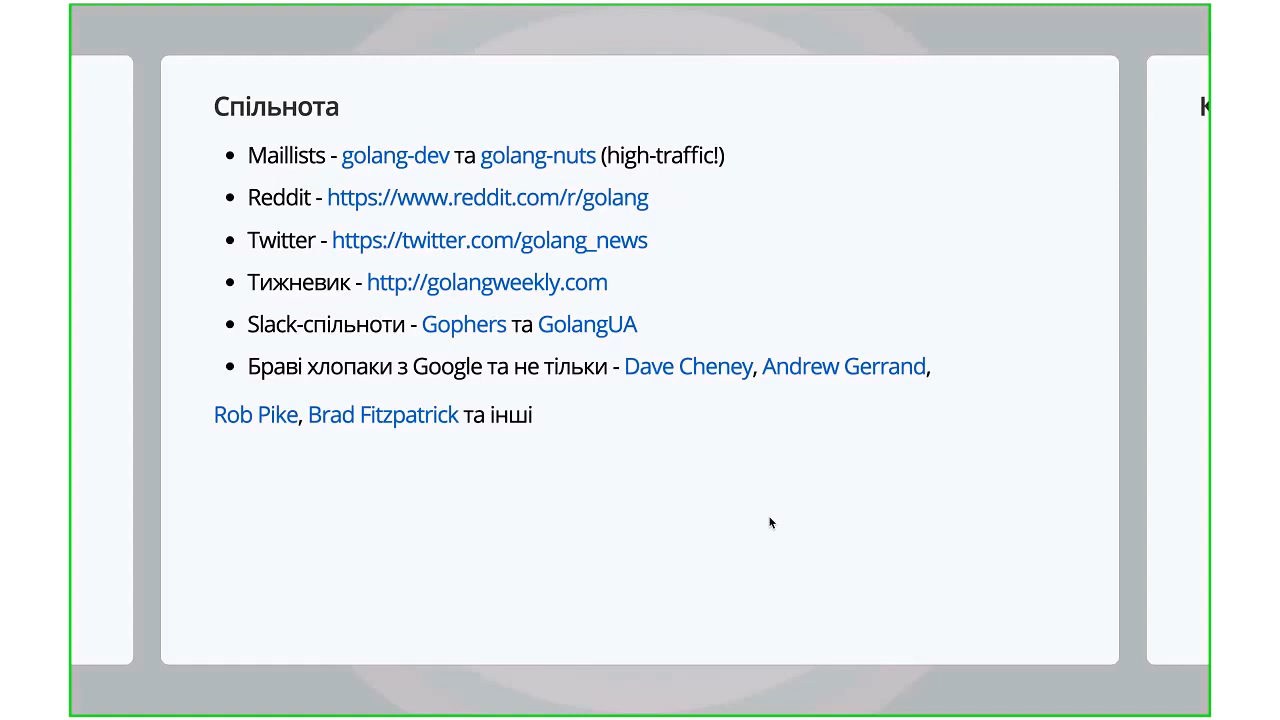 Спільнота
Maillists - golang-dev та golang-nuts (high-traffic!)
Reddit - https://www.reddit.com/r/golang
Twitter - https://twitter.com/golang_news
Тижневик - http://golangweekly.com
Slack-спільноти - Gophers та GolangUA
Браві хлопаки з Google та не тільки - Dave Cheney, Andrew Gerrand,
Rob Pike, Brad Fitzpatrick та інші